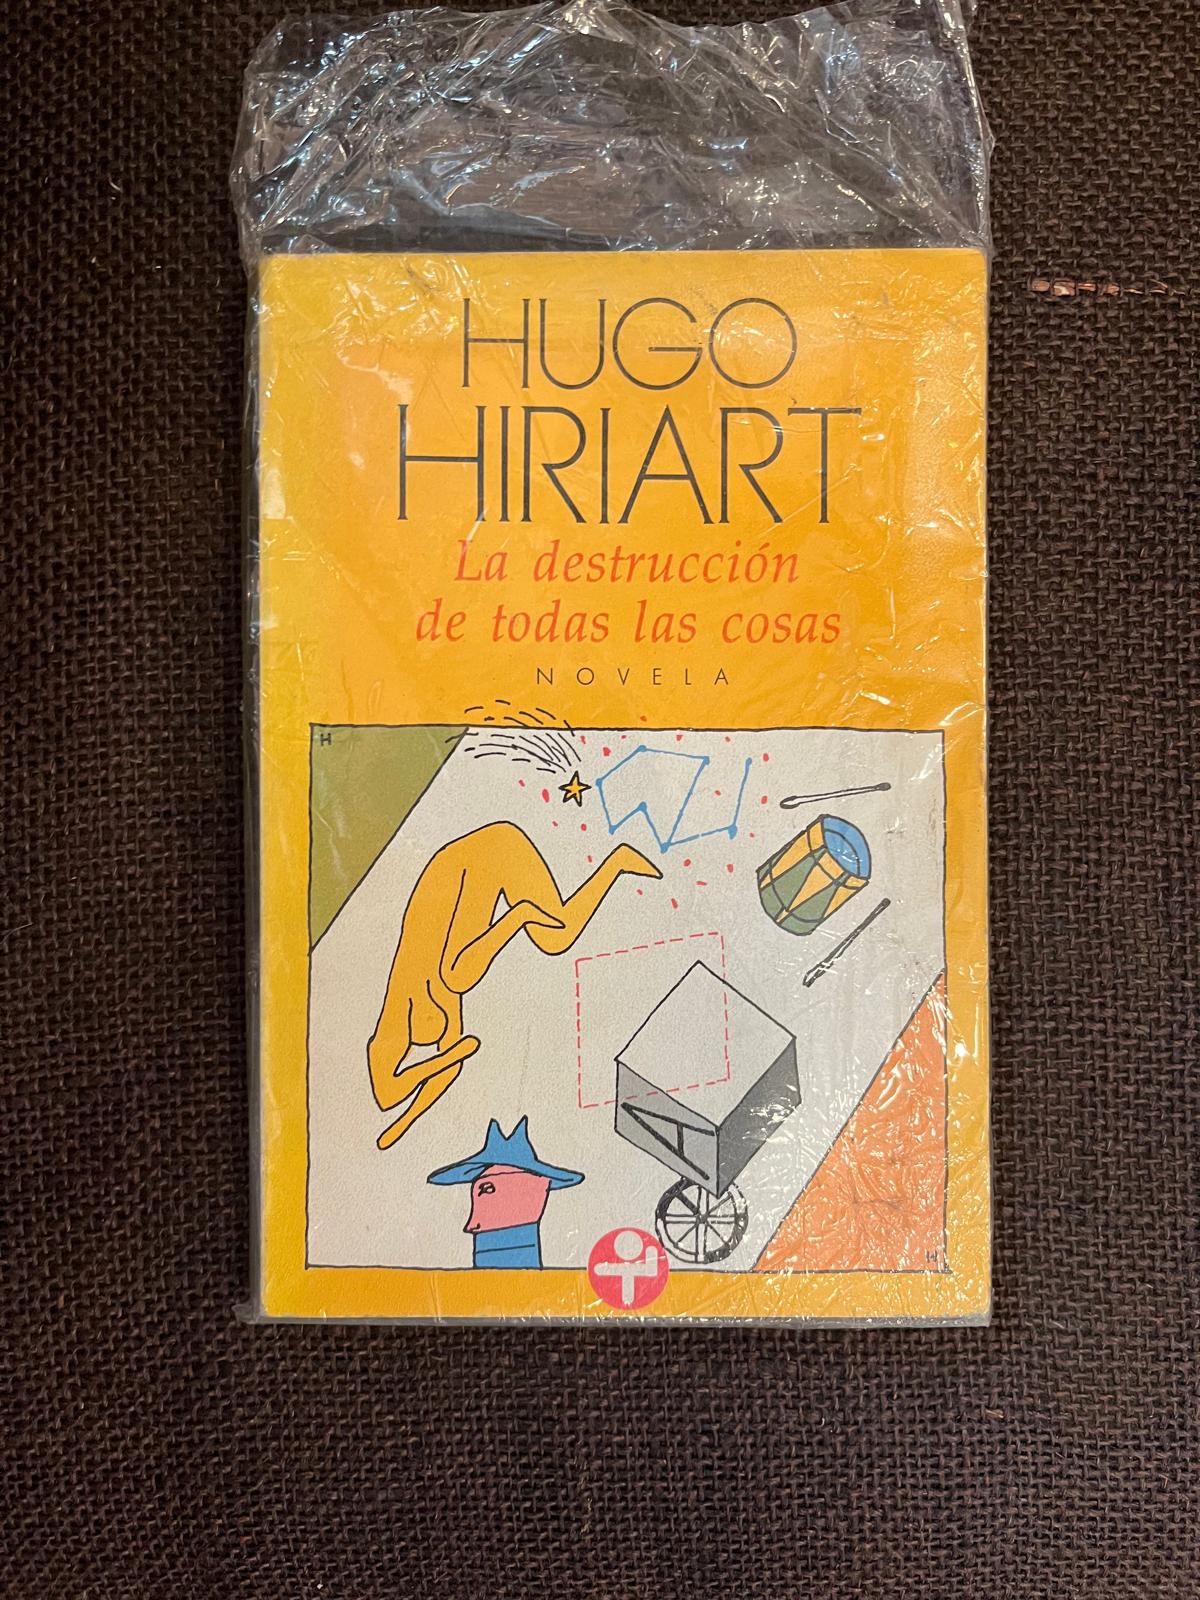 HUGO
HIRIART
La destrucción
de todas las cosas
NOVELA
H
A